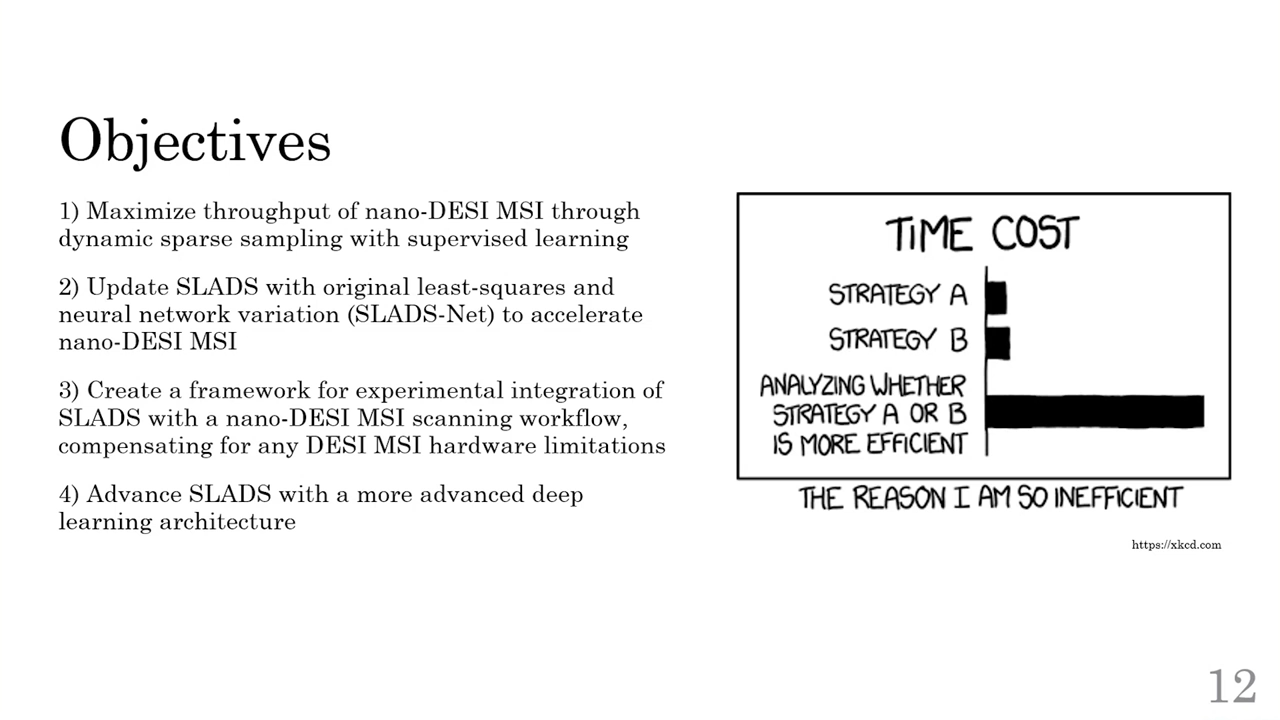 Objectives
1) Maximize throughput of nano-DESI MSI through
dynamic sparse sampling with supervised learning
2) Update SLADS with original least-squares and
neural network variation (SLADS-Net) to accelerate
nano-DESI MSI
3) Create a framework for experimental integration of
SLADS with a nano-DESI MSI scanning workflow,
compensating for any DESI MSI hardware limitations
4) Advance SLADS with a more advanced deep
learning architecture
TIME COST
STRATEGY A
STRATEGY B
ANALYZING WHETHER
STRATEGY A OR B
IS MORE EFFICIENT
THE REASON I AM SO INEFFICIENT
https://xkcd.com
12